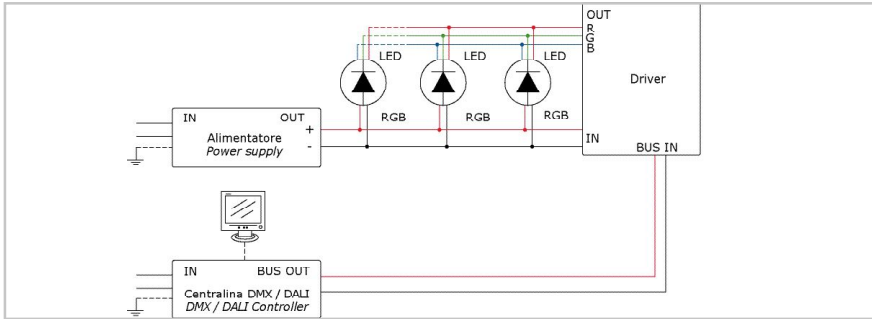 OUT
R
G
B
LED
LED
LED
Driver
RGB
RGB
RGB
IN
OUT
+
Alimentatore
Power supply
-
IN
BUS IN
IN
BUS OUT
Centralina DMX / DALI
DMX / DALI Controller